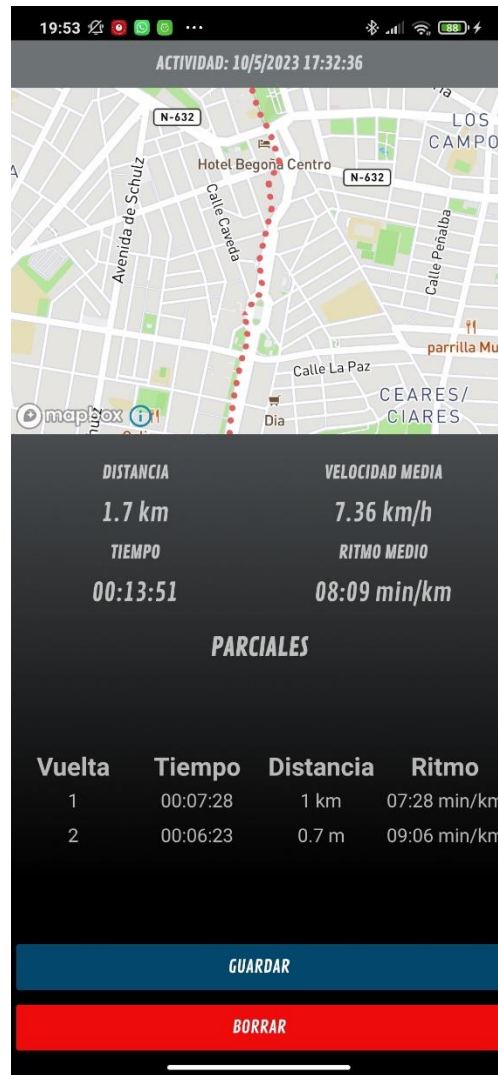 19:53 ... 88
ACTIVIDAD: 10/5/2023 17:32:36
N-632
LOS
CAMPO
Hotel Begoña Centro
N-632
Avenida de Schulz
Calle Caveda
Calle Peñalba
parrilla Mu
Calle La Paz
CEARES/
CIARES
Dia
mapbox
DISTANCIA VELOCIDAD MEDIA
1.7 km 7.36 km/h
TIEMPO RITMO MEDIO
00:13:51 08:09 min/km
PARCIALES
Vuelta Tiempo Distancia Ritmo
1 00:07:28 1 km 07:28 min/km
2 00:06:23 0.7 m 09:06 min/km
GUARDAR
BORRAR